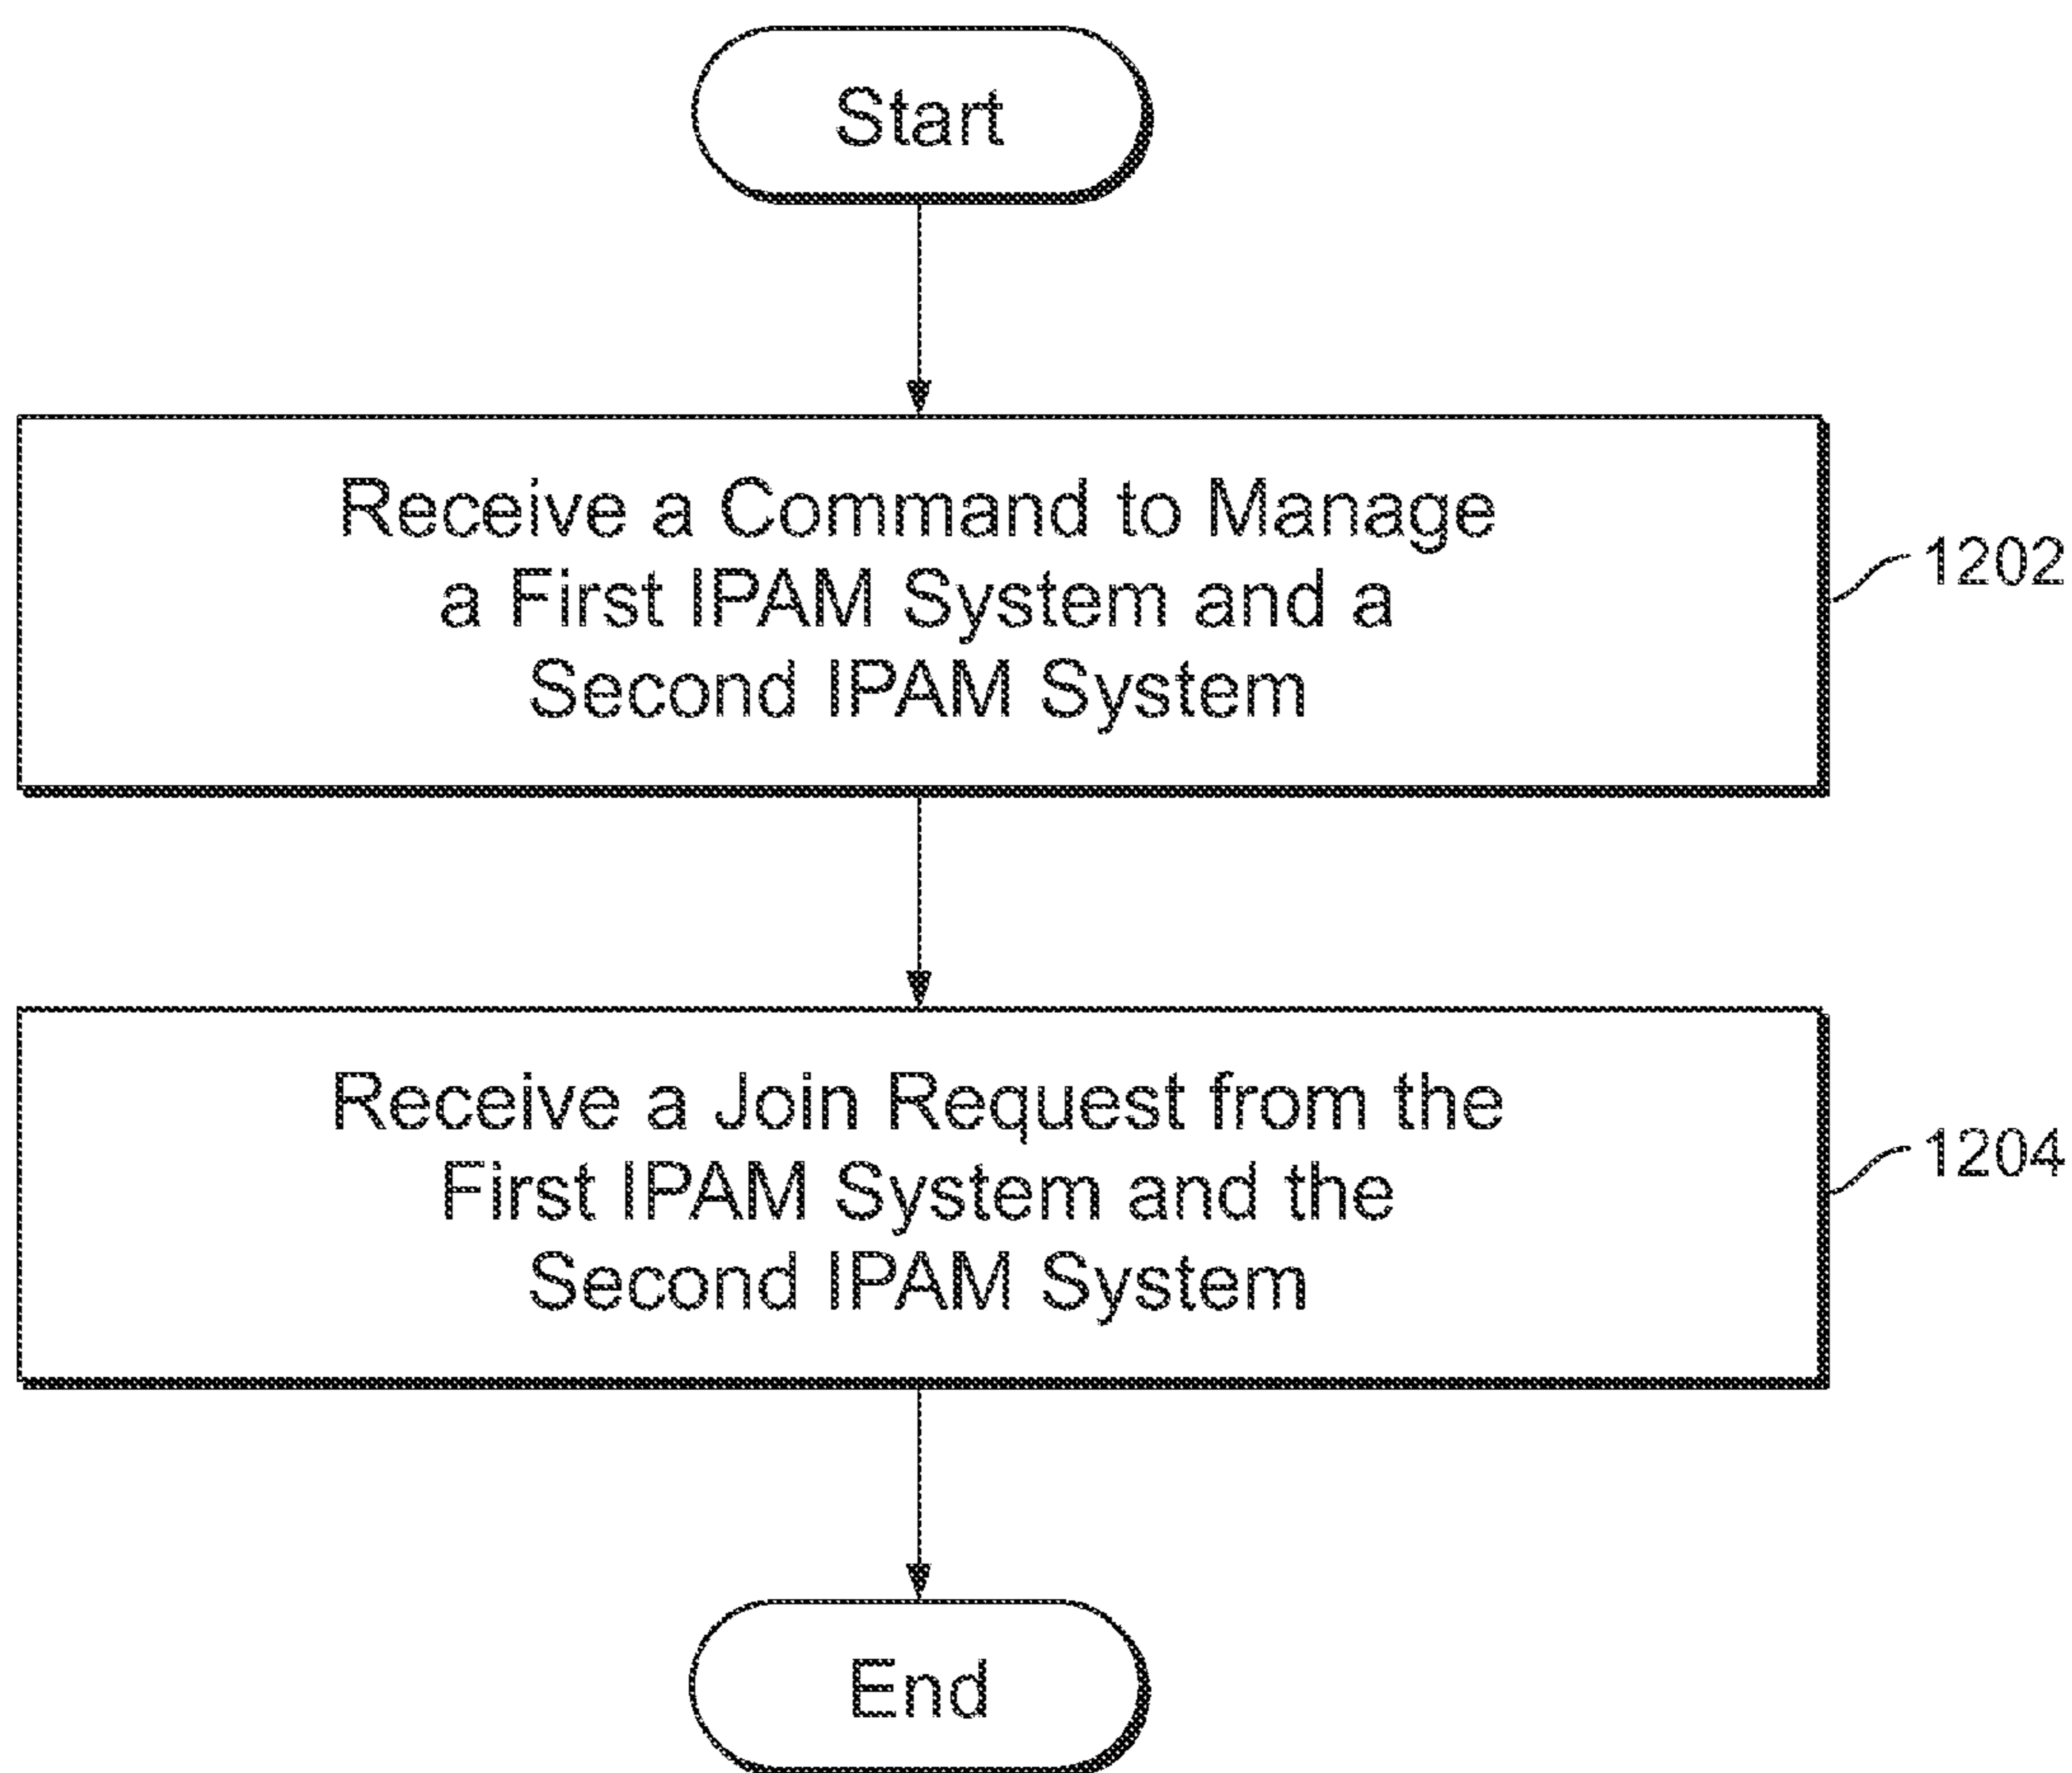 Start
Receive a Command to Manage
a First IPAM System and a
Second IPAM System
1202
Receive a Join Request from the
First IPAM System and the
Second IPAM System
1204
End